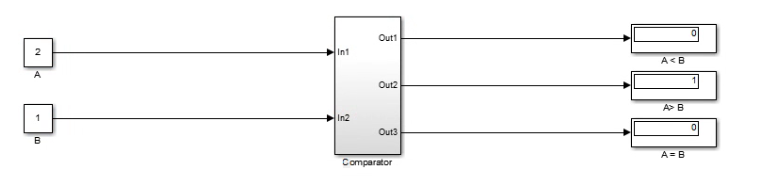 2
A
1
B
In1
In2
Out1
Out2
Out3
Comparator
0
A < B
1
A> B
0
A = B